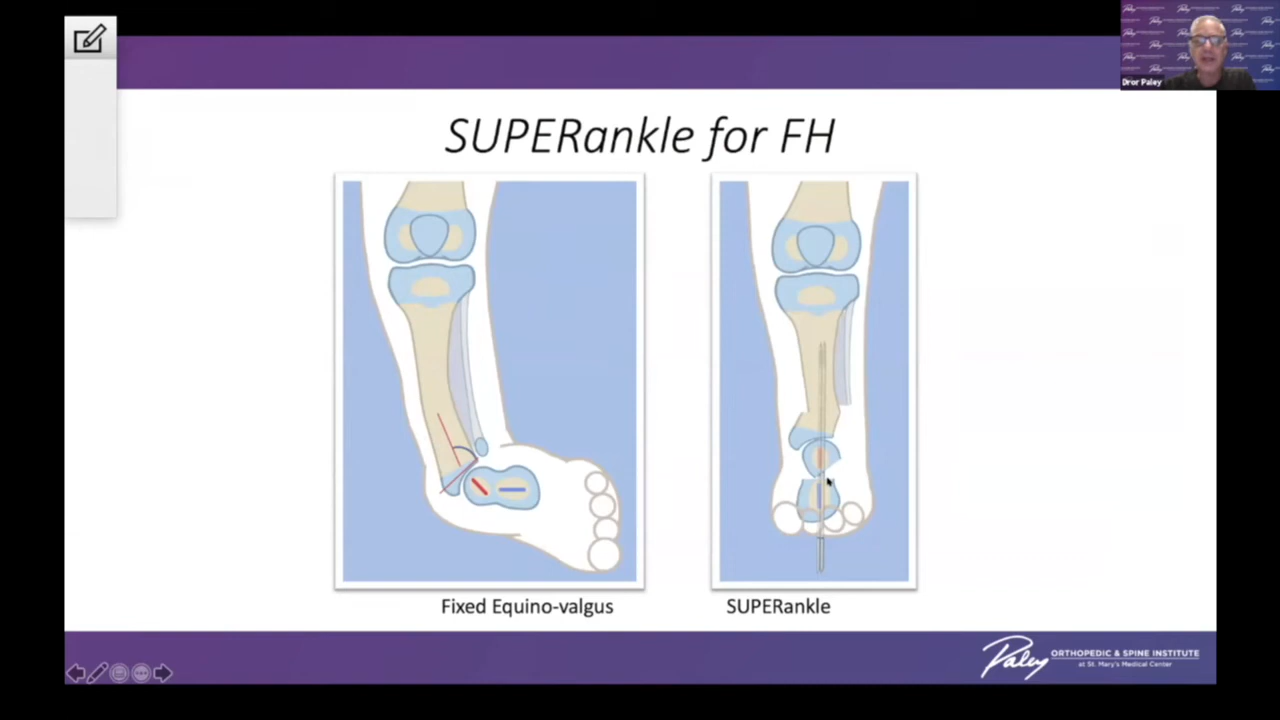 Dror Paley
SUPERankle for FH
Fixed Equino-valgus
SUPERankle
Paley
ORTHOPEDIC & SPINE INSTITUTE
at St. Mary's Medical Center